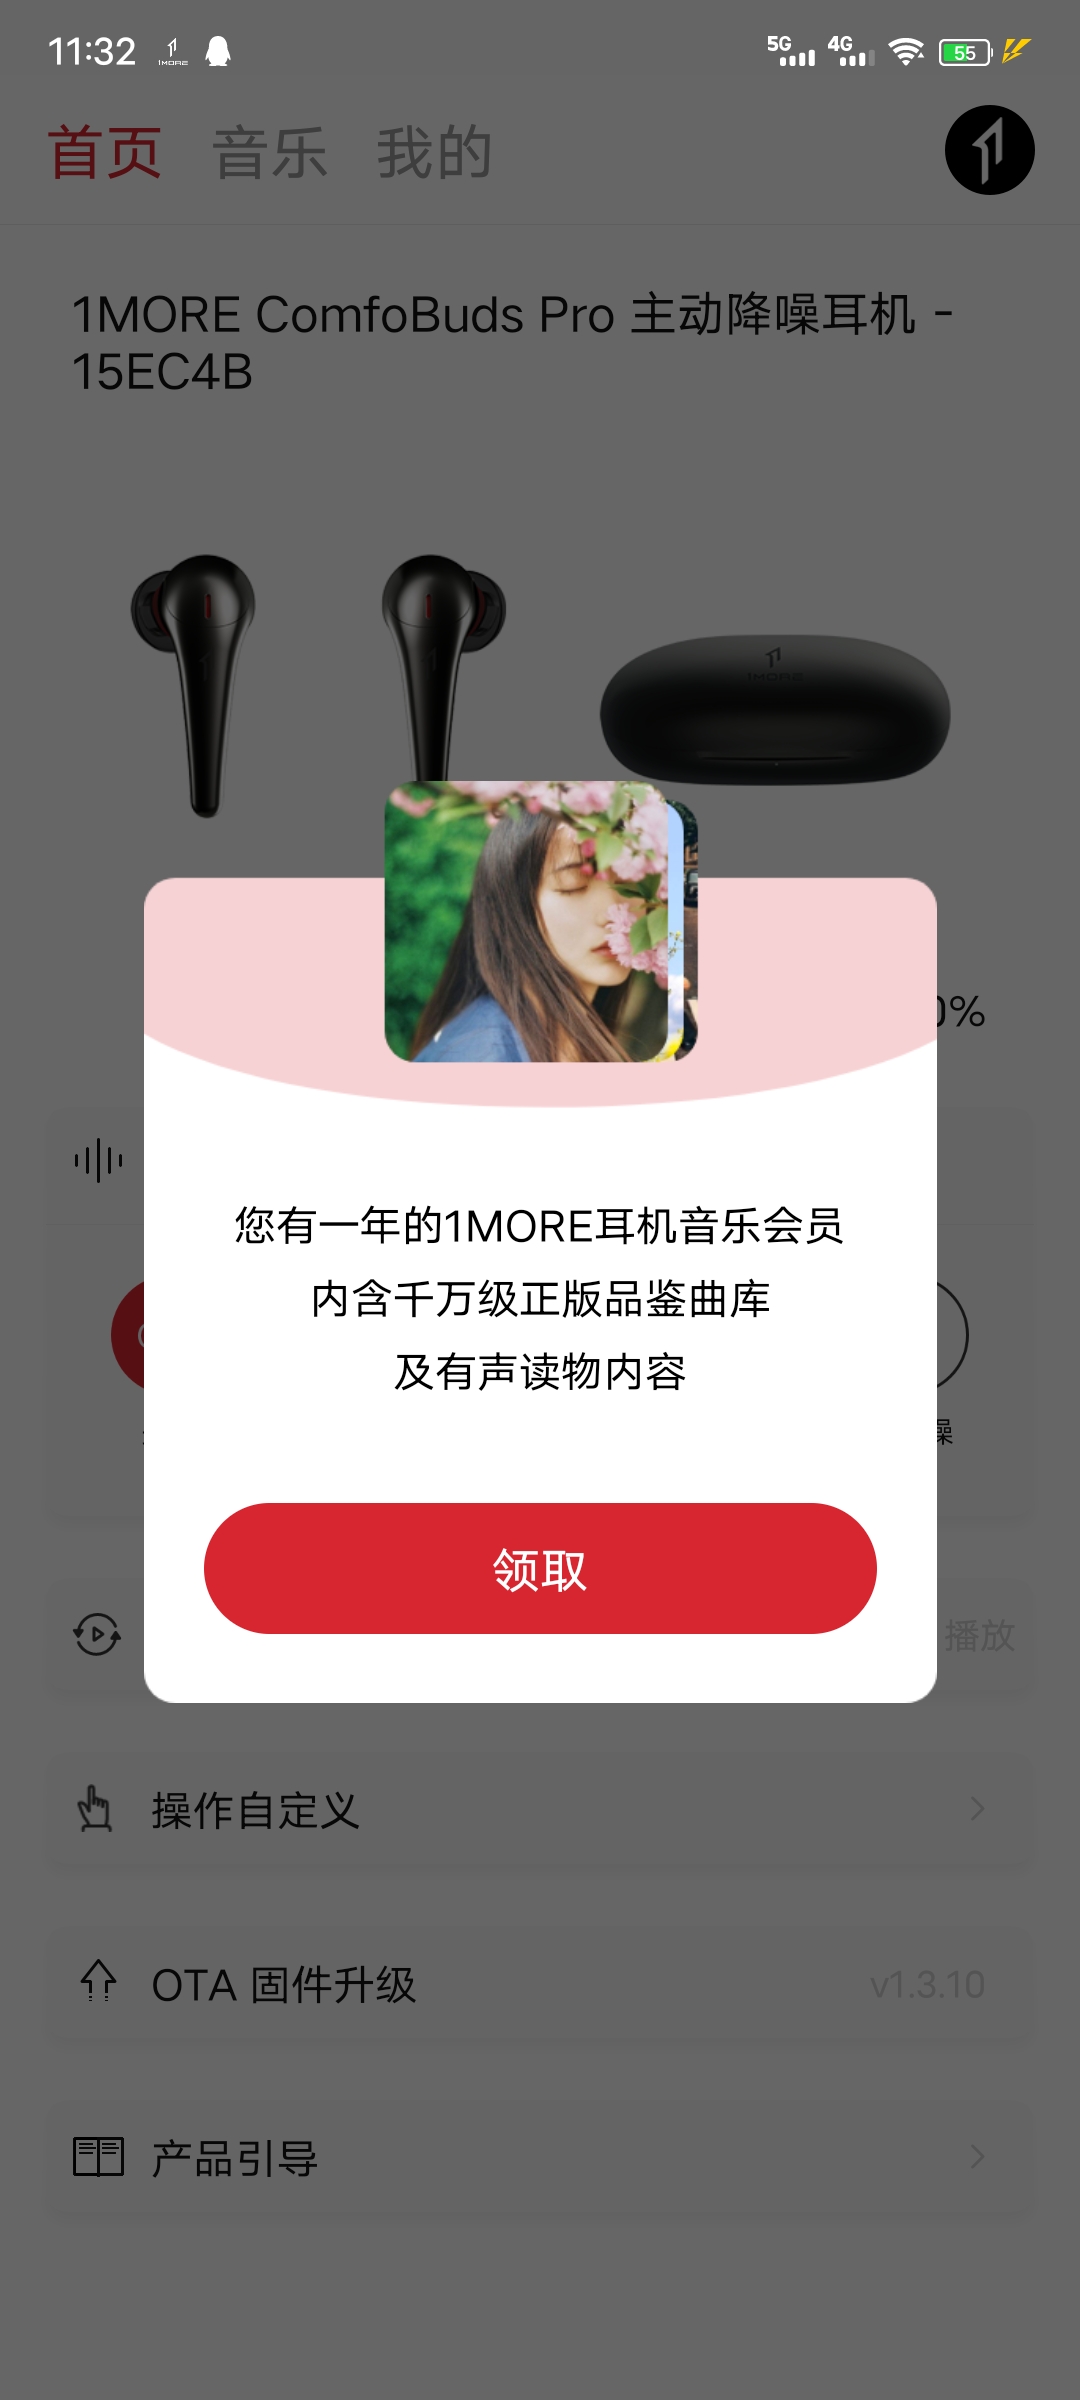 11:32
1MORE
5G
4G
55
首页 音乐 我的
1MORE ComfoBuds Pro 主动降噪耳机 -
15EC4B
1MORE
0%
您有一年的1MORE耳机音乐会员
内含千万级正版品鉴曲库
及有声读物内容
领取
播放
操作自定义
OTA 固件升级 v1.3.10
产品引导